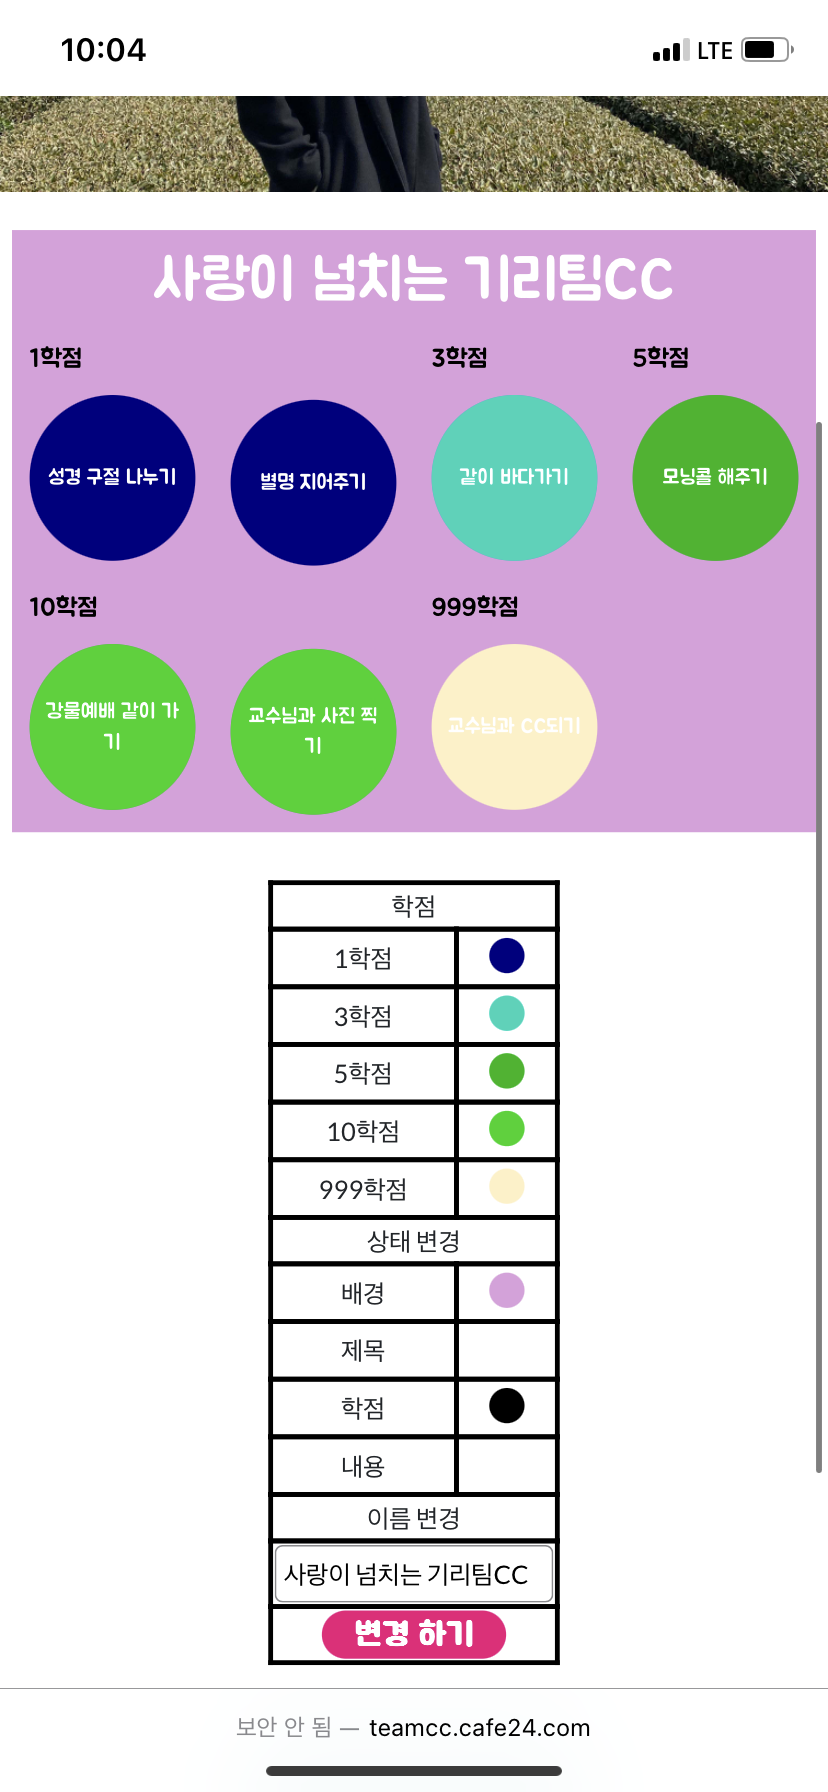 10:04
LTE
사랑이 넘치는 기리팀CC
1학점
3학점
5학점
성경 구절 나누기
별명 지어주기
같이 바다가기
모닝콜 해주기
10학점
999학점
강물예배 같이 가
기
교수님과 사진 찍
기
교수님과 CC되기
학점
1학점
3학점
5학점
10학점
999학점
상태 변경
배경
제목
학점
내용
이름 변경
사랑이 넘치는 기리팀CC
변경 하기
보안 안 됨 — teamcc.cafe24.com